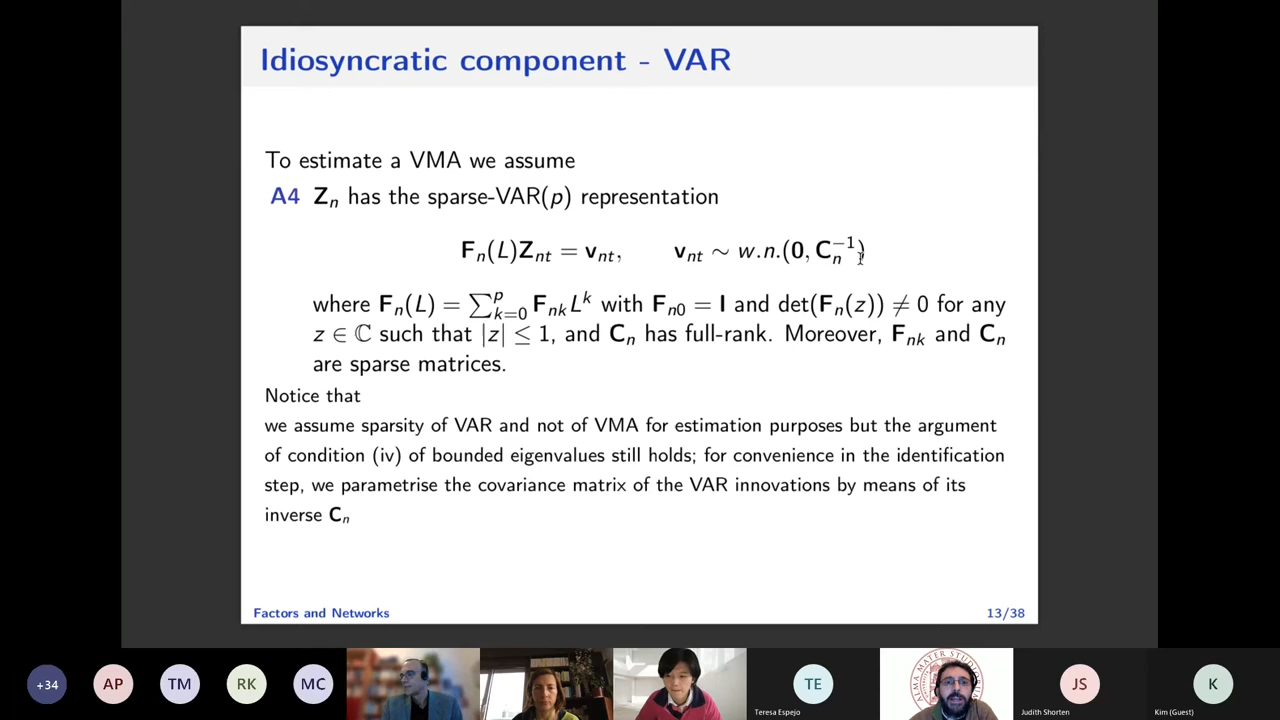 Idiosyncratic component - VAR
To estimate a VMA we assume
A4 Zn has the sparse-VAR(p) representation
Fn(L)Znt = vnt, vnt ∼ w.n.(0, Cn⁻¹)
where Fn(L) = ∑ᵖk=0 FnkLᵏ with Fn0 = I and det(Fn(z)) ≠ 0 for any
z ∈ ℂ such that |z| ≤ 1, and Cn has full-rank. Moreover, Fnk and Cn
are sparse matrices.
Notice that
we assume sparsity of VAR and not of VMA for estimation purposes but the argument
of condition (iv) of bounded eigenvalues still holds; for convenience in the identification
step, we parametrise the covariance matrix of the VAR innovations by means of its
inverse Cn
Factors and Networks 13/38
+34 AP TM RK MC TE JS K
Teresa Espejo Judith Shorten Kim (Guest)
ALMA MATER STUDIORUM